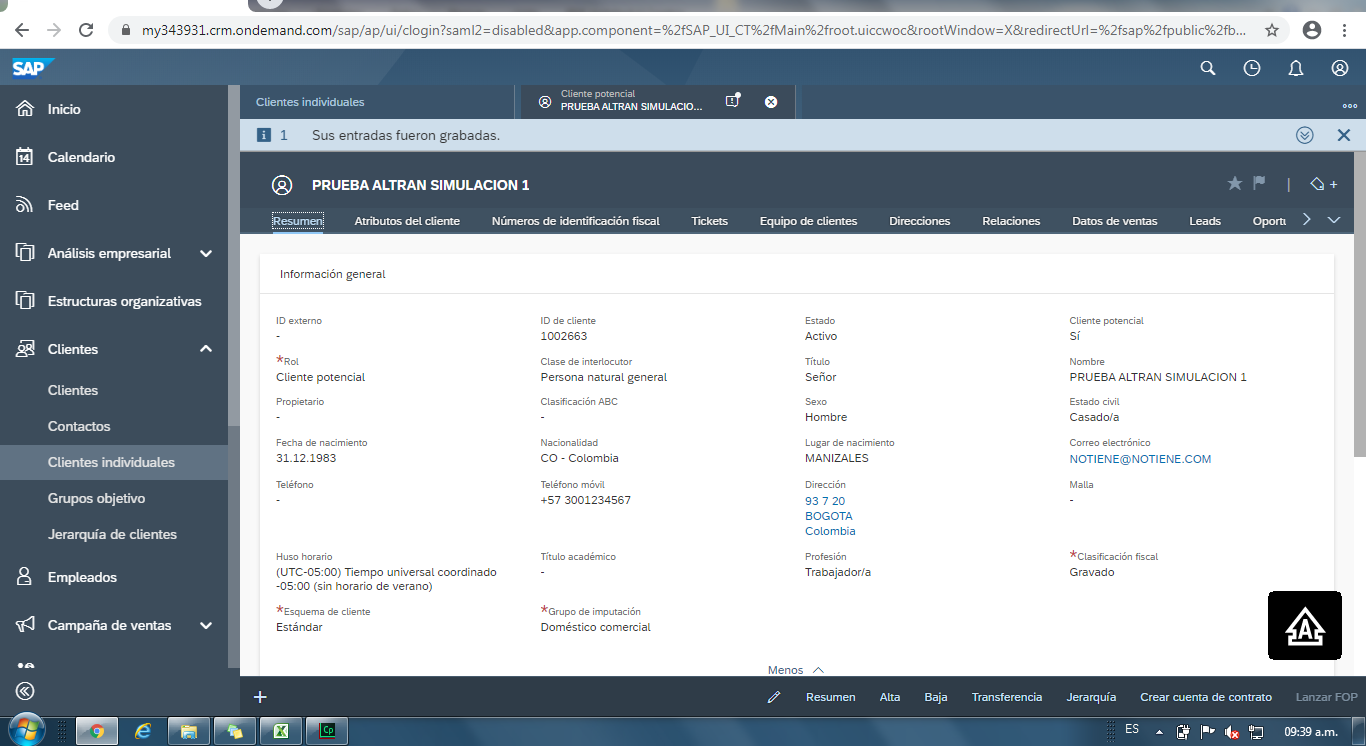 my343931.crm.ondemand.com/sap/ap/ui/clogin?saml2=disabled&app.component=%2fSAP_UI_CT%2fMain%2froot.uiccwoc&rootWindow=X&redirectUrl=%2fsap%2fpublic%2fb...
SAP
Inicio
Calendario
14
Feed
Análisis empresarial
Estructuras organizativas
Clientes
Clientes
Contactos
Clientes individuales
Grupos objetivo
Jerarquía de clientes
Empleados
Campaña de ventas
Clientes individuales
Cliente potencial
PRUEBA ALTRAN SIMULACIO...
1 Sus entradas fueron grabadas.
PRUEBA ALTRAN SIMULACION 1
Resumen Atributos del cliente Números de identificación fiscal Tickets Equipo de clientes Direcciones Relaciones Datos de ventas Leads Oportu
Información general
ID externo ID de cliente Estado Cliente potencial
- 1002663 Activo Sí
*Rol Clase de interlocutor Título Nombre
Cliente potencial Persona natural general Señor PRUEBA ALTRAN SIMULACION 1
Propietario Clasificación ABC Sexo Estado civil
- - Hombre Casado/a
Fecha de nacimiento Nacionalidad Lugar de nacimiento Correo electrónico
31.12.1983 CO - Colombia MANIZALES NOTIENE@NOTIENE.COM
Teléfono Teléfono móvil Dirección Malla
- +57 3001234567 93 7 20 -
BOGOTA
Colombia
Huso horario Título académico Profesión *Clasificación fiscal
(UTC-05:00) Tiempo universal coordinado - Trabajador/a Gravado
-05:00 (sin horario de verano)
*Esquema de cliente *Grupo de imputación
Estándar Doméstico comercial
Menos
A
+ Resumen Alta Baja Transferencia Jerarquía Crear cuenta de contrato Lanzar FOP
Cp
ES
09:39 a.m.